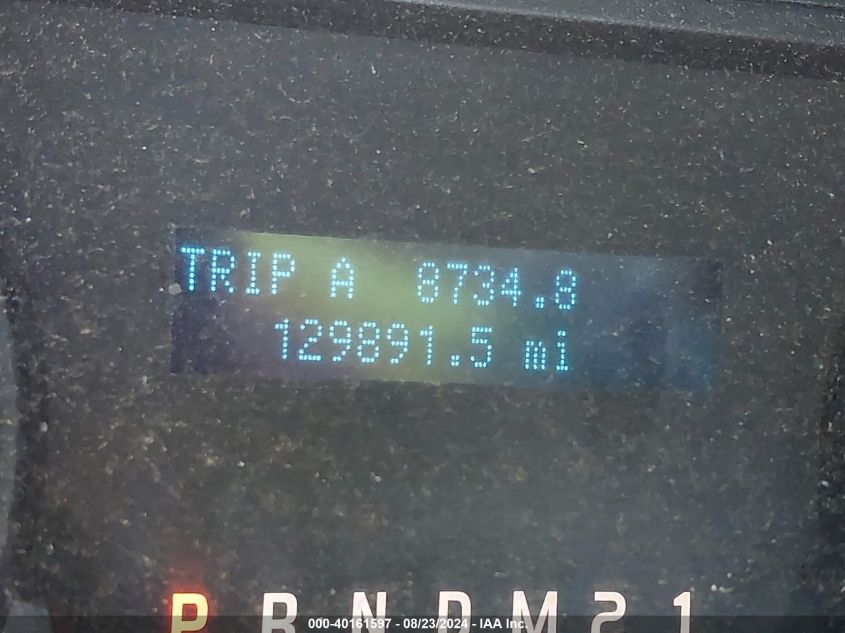 TRIP A 8734.8
129891.5 mi
P R N D M 2 1
000-40161597 - 08/23/2024 - IAA Inc.